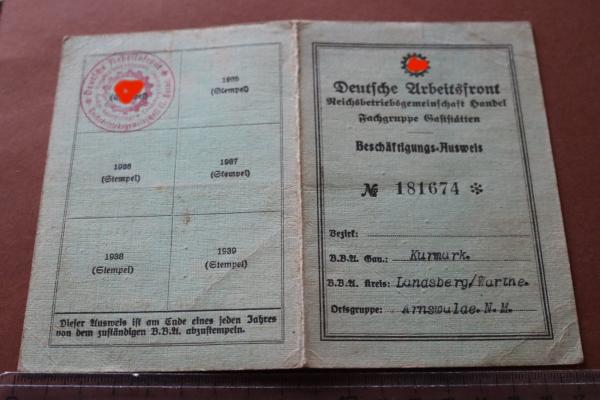 Deutsche Arbeitsfront
1935
(Stempel)
1936
(Stempel)
1937
(Stempel)
1938
(Stempel)
1939
(Stempel)
Dieser Ausweis ist am Ende eines jeden Jahres
von dem zuständigen B.B.A. abzustempeln.
Deutsche Arbeitsfront
Reichsbetriebsgemeinschaft Handel
Fachgruppe Gaststätten
Beschäftigungs-Ausweis
№ 181674 *
Bezirk:
B.B.A. Gau: Kurmark.
B.B.A. Kreis: Landsberg/Warthe.
Ortsgruppe: Arnswalde.N.M.